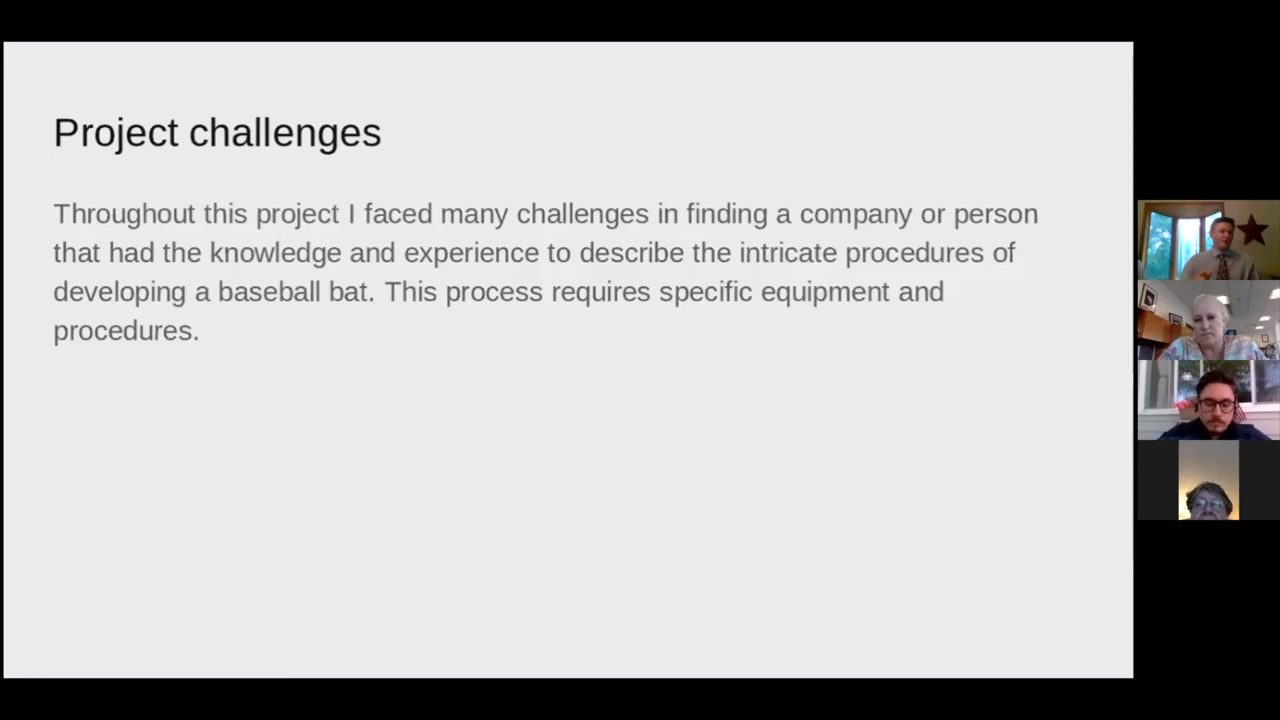 Project challenges
Throughout this project I faced many challenges in finding a company or person
that had the knowledge and experience to describe the intricate procedures of
developing a baseball bat. This process requires specific equipment and
procedures.